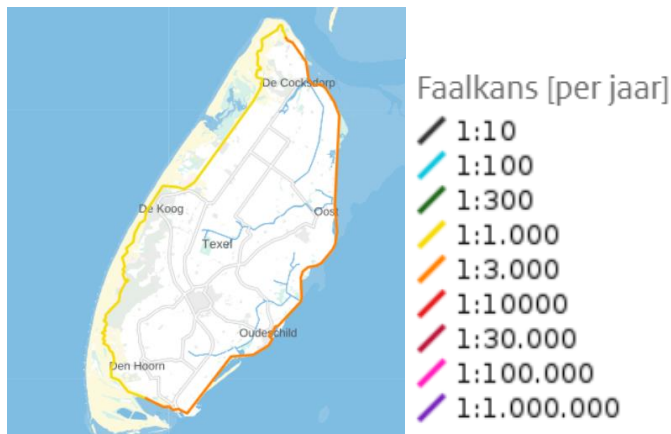 De Cocksdorp
De Koog
Oost
Texel
Oudeschild
Den Hoorn
Faalkans [per jaar]
1:10
1:100
1:300
1:1.000
1:3.000
1:10000
1:30.000
1:100.000
1:1.000.000